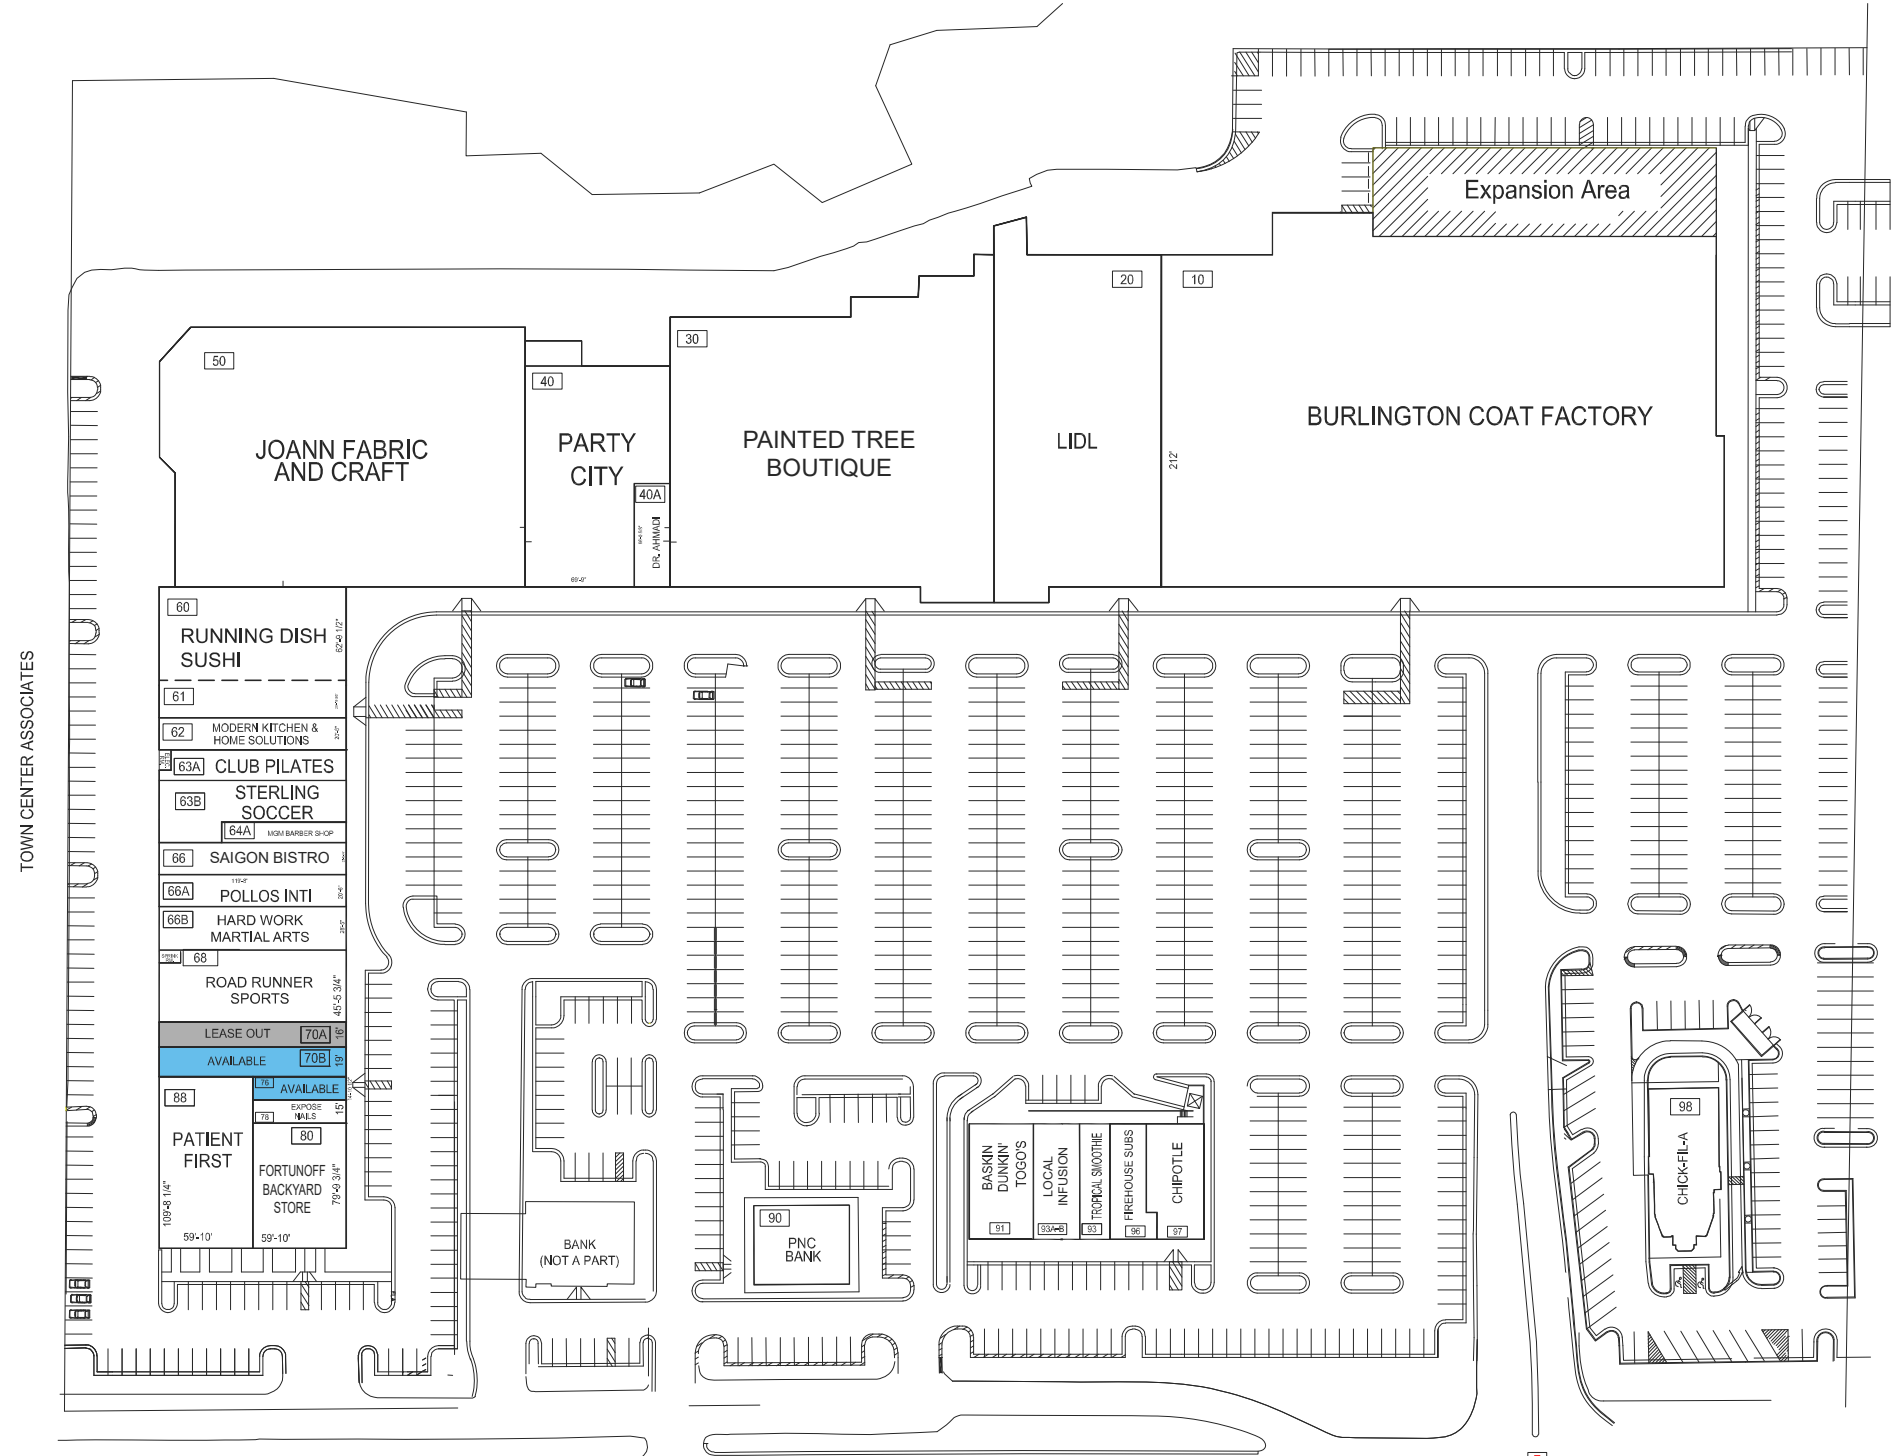 TOWN CENTER ASSOCIATES
Expansion Area
10
BURLINGTON COAT FACTORY
212'
20
LIDL
30
PAINTED TREE
BOUTIQUE
40
PARTY
CITY
40A
DR. AHMADI
50
JOANN FABRIC
AND CRAFT
60
RUNNING DISH
SUSHI
62'-9 1/2"
61
62
MODERN KITCHEN &
HOME SOLUTIONS
63A
CLUB PILATES
63B
STERLING
SOCCER
64A
MGM BARBER SHOP
66
SAIGON BISTRO
66A
POLLOS INTI
66B
HARD WORK
MARTIAL ARTS
68
ROAD RUNNER
SPORTS
45'-5 3/4"
LEASE OUT
70A
16'
AVAILABLE
70B
19'
76
AVAILABLE
78
EXPOSE
NAILS
15'
88
PATIENT
FIRST
109'-8 1/4"
59'-10'
80
FORTUNOFF
BACKYARD
STORE
79'-9 3/4"
59'-10"
BANK
(NOT A PART)
90
PNC
BANK
BASKIN
DUNKIN'
TOGO'S
91
LOCAL
INFUSION
93A-B
TROPICAL SMOOTHIE
93
FIREHOUSE SUBS
96
CHIPOTLE
97
98
CHICK-FIL-A